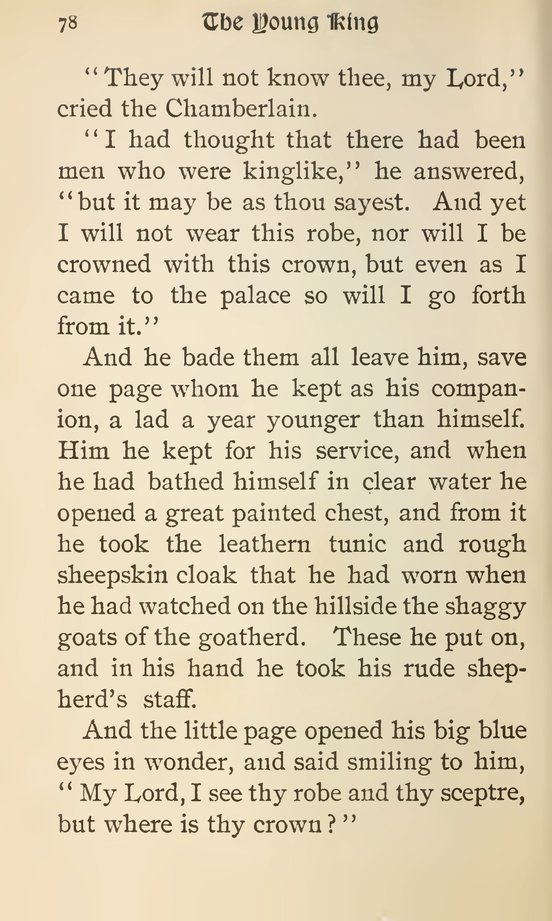 78 The Young King
“They will not know thee, my Lord,”
cried the Chamberlain.
“I had thought that there had been
men who were kinglike,” he answered,
“but it may be as thou sayest. And yet
I will not wear this robe, nor will I be
crowned with this crown, but even as I
came to the palace so will I go forth
from it.”
And he bade them all leave him, save
one page whom he kept as his compan-
ion, a lad a year younger than himself.
Him he kept for his service, and when
he had bathed himself in clear water he
opened a great painted chest, and from it
he took the leathern tunic and rough
sheepskin cloak that he had worn when
he had watched on the hillside the shaggy
goats of the goatherd. These he put on,
and in his hand he took his rude shep-
herd’s staff.
And the little page opened his big blue
eyes in wonder, and said smiling to him,
“My Lord, I see thy robe and thy sceptre,
but where is thy crown?”